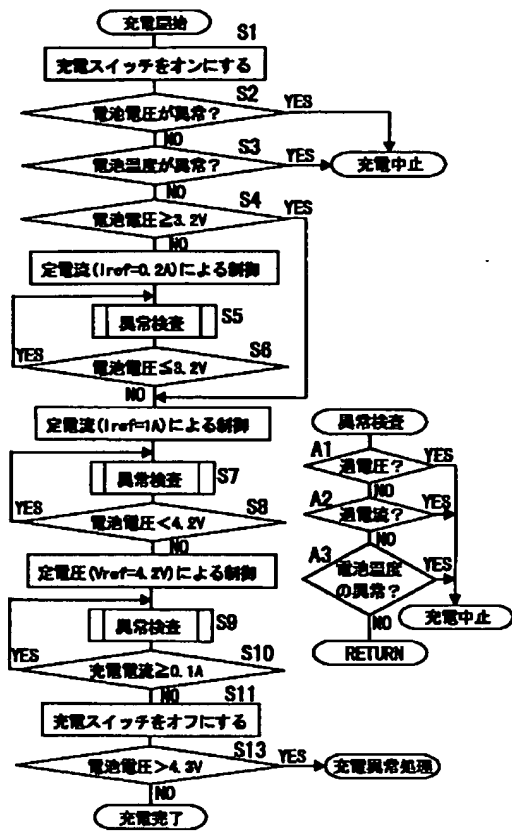 充電開始
S1
充電スイッチをオンにする
S2
電池電圧が異常?
YES
NO
S3
電池温度が異常?
YES
充電中止
NO
S4
電池電圧≧3.2V
YES
NO
定電流(Iref=0.2A)による制御
異常検査
S5
S6
YES
電池電圧≦3.2V
NO
定電流(Iref=1A)による制御
異常検査
S7
S8
YES
電池電圧<4.2V
NO
定電圧(Vref=4.2V)による制御
異常検査
S9
S10
YES
充電電流≧0.1A
NO
S11
充電スイッチをオフにする
S13
電池電圧>4.3V
YES
充電異常処理
NO
充電完了
異常検査
A1
過電圧?
YES
NO
A2
過電流?
YES
NO
A3
電池温度
の異常?
YES
充電中止
NO
RETURN